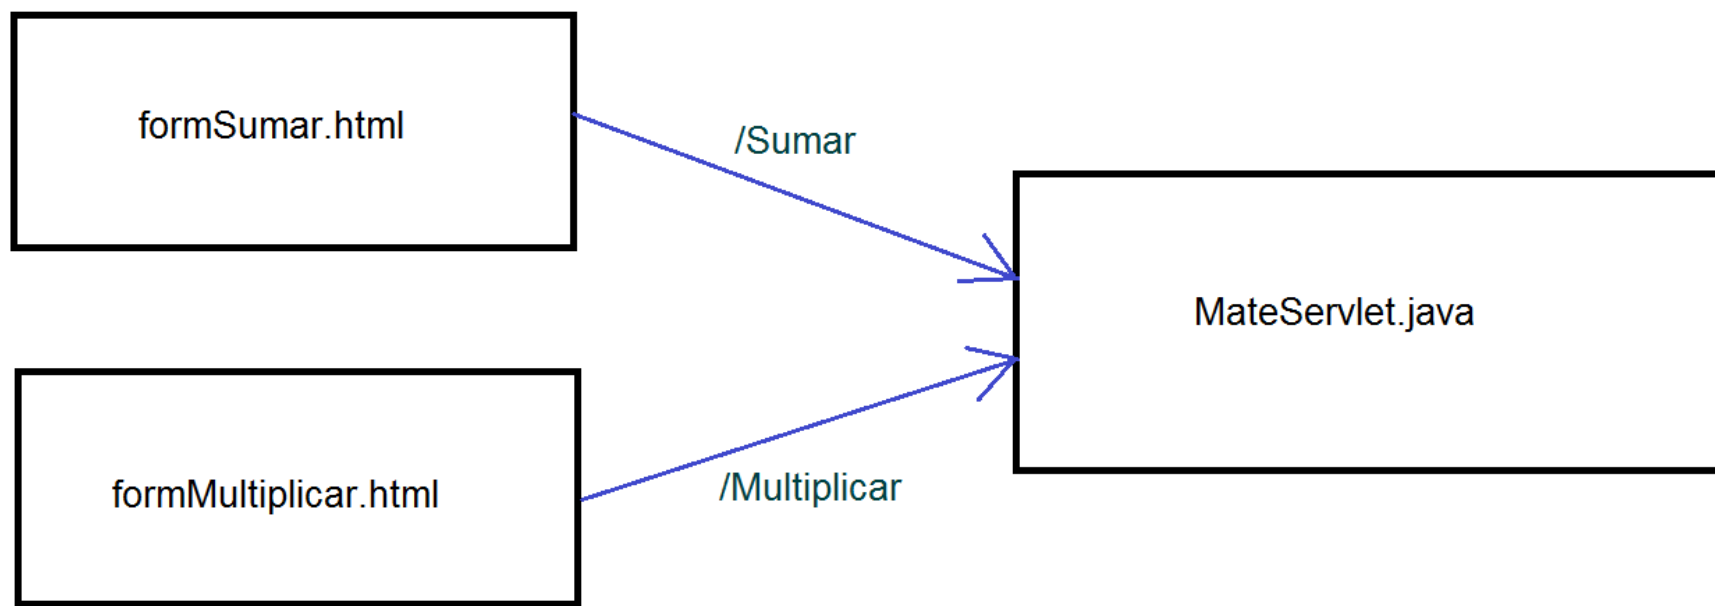 formSumar.html
/Sumar
MateServlet.java
formMultiplicar.html
/Multiplicar